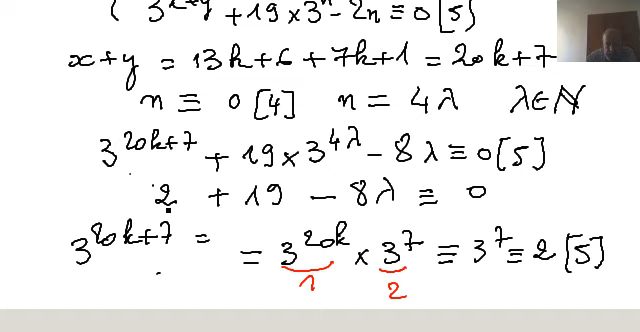 { 3^{x+y} + 19 × 3^n - 2n ≡ 0 [5]
x+y = 13k+6 + 7k+1 = 20k+7
n ≡ 0 [4]   n = 4λ   λ∈ℕ
3^{20k+7} + 19 × 3^{4λ} - 8λ ≡ 0 [5]
2 + 19 - 8λ ≡ 0
3^{20k+7} = = 3^{20k} × 3^7 ≡ 3^7 ≡ 2 [5]
1 2